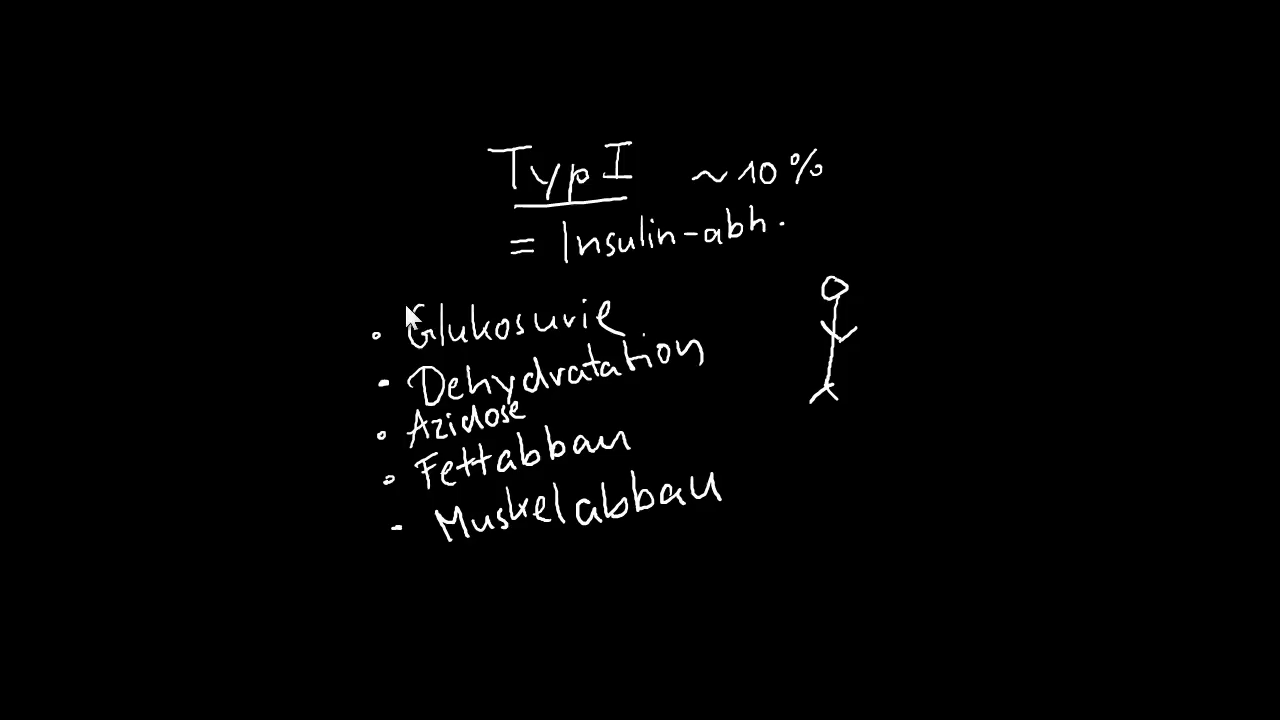 Typ I ~ 10 %
= Insulin-abh.
• Glukosurie
• Dehydratation
• Azidose
• Fettabbau
- Muskelabbau